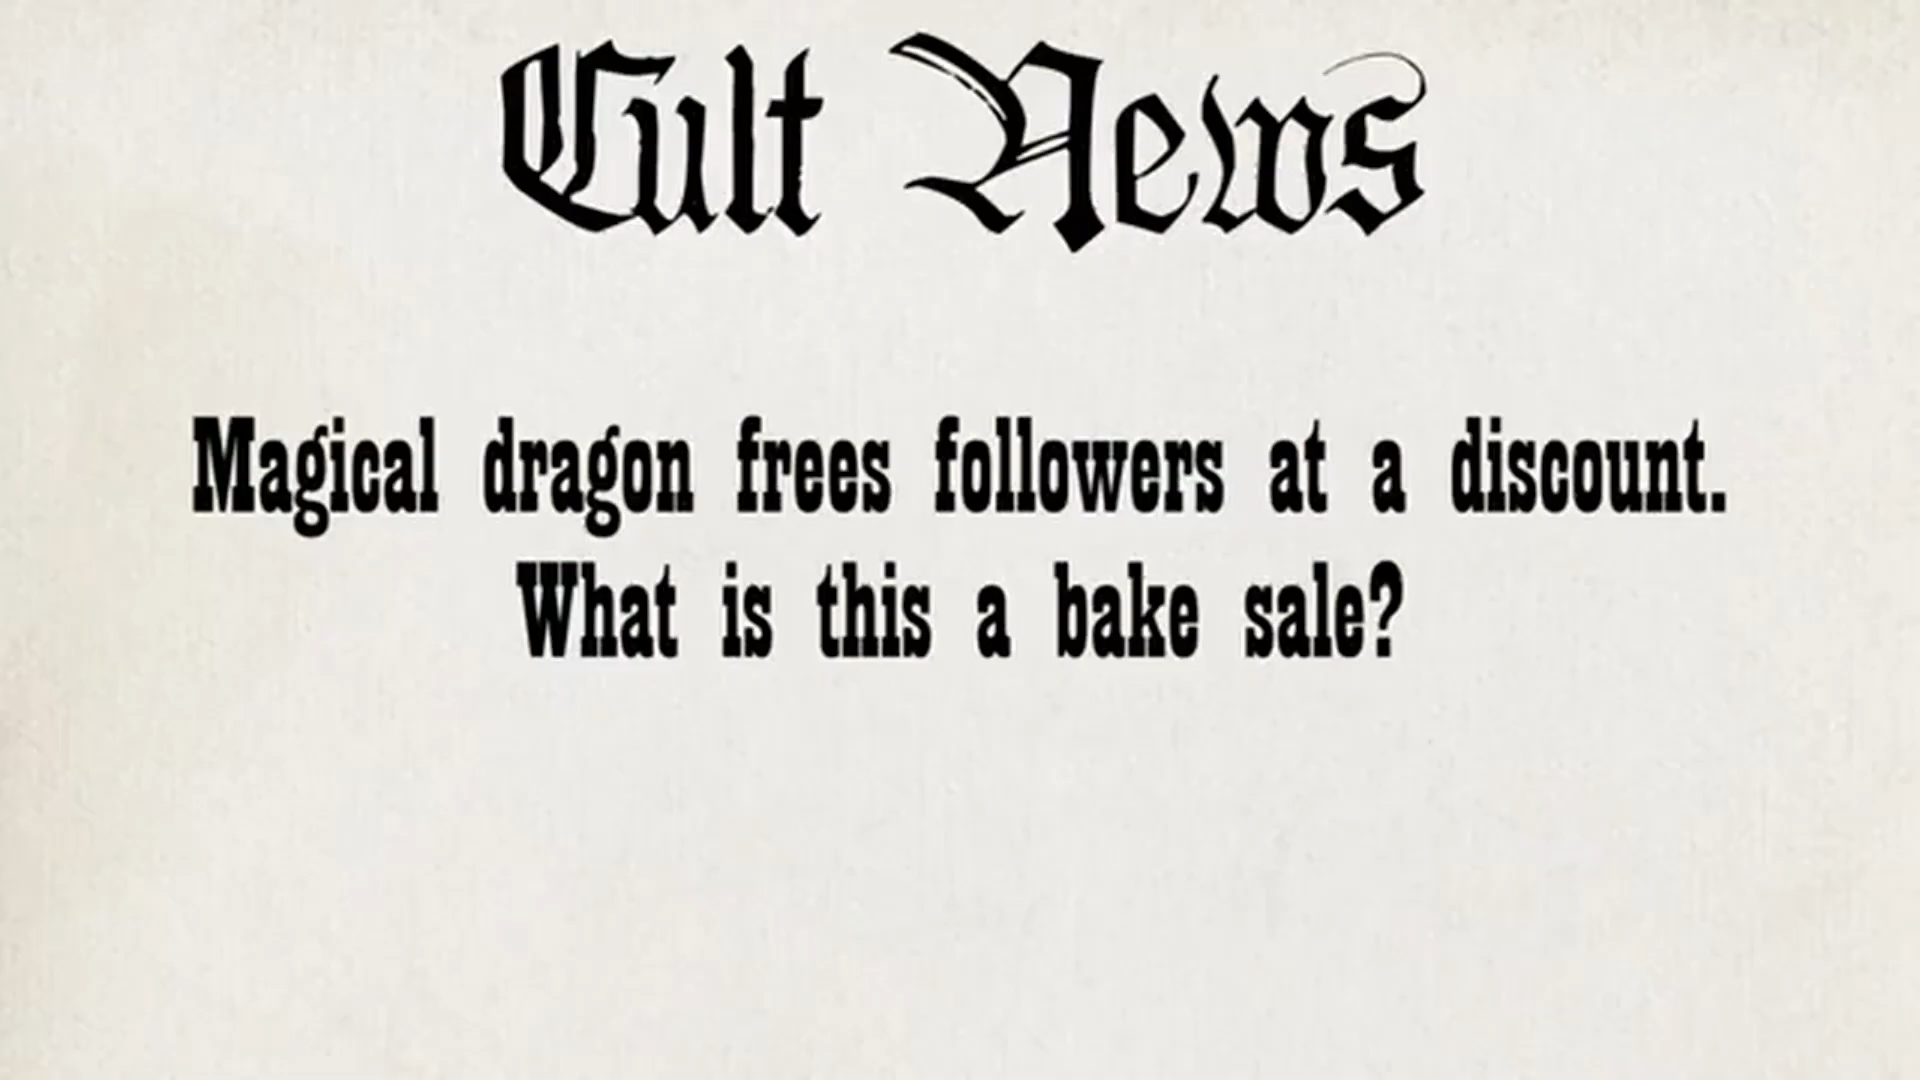 Cult News
Magical dragon frees followers at a discount.
What is this a bake sale?